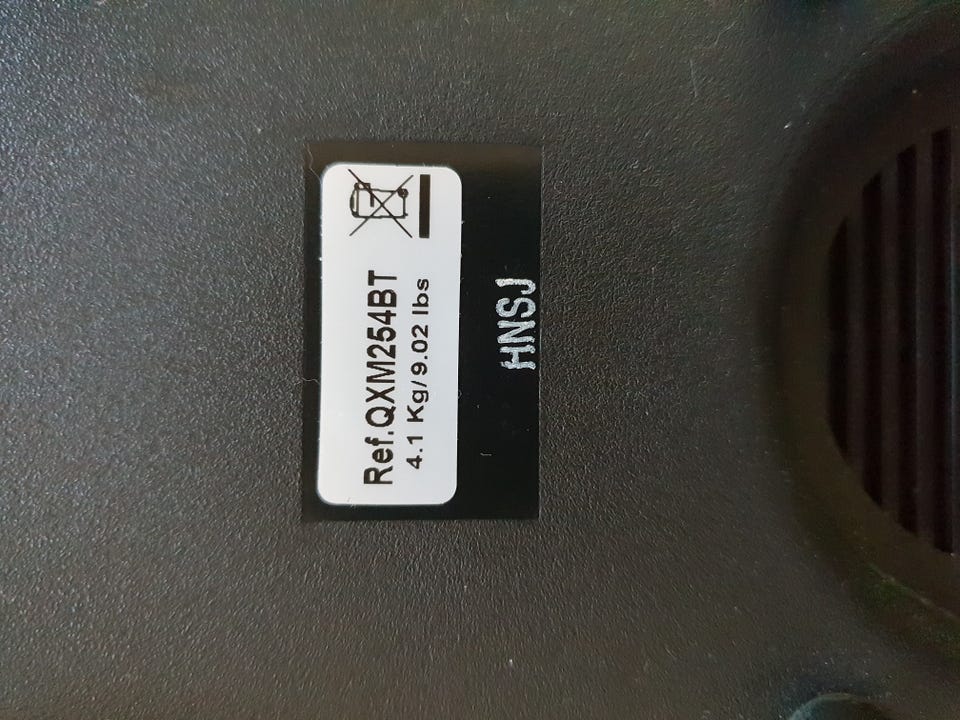 Ref.QXM254BT
4.1 Kg/9.02 lbs
HNSJ